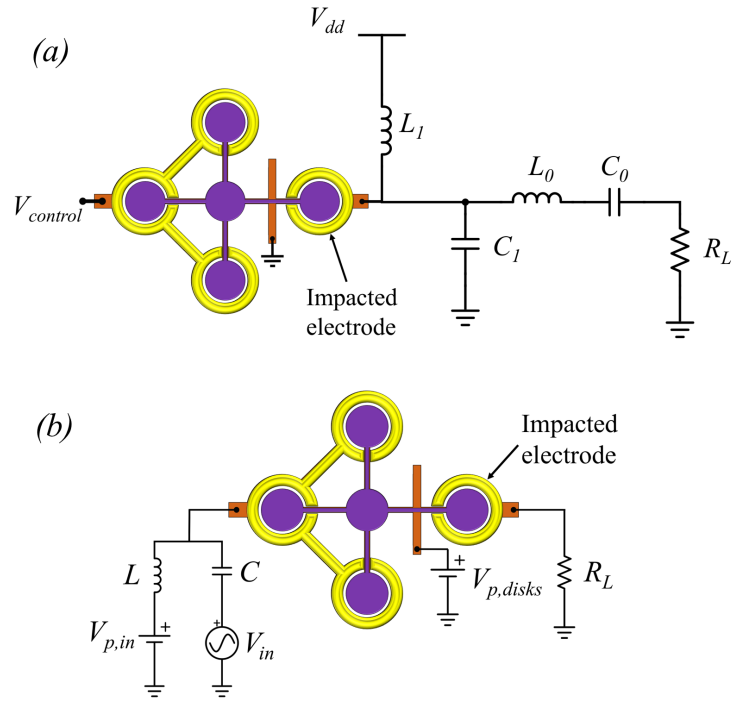 (a)
V_dd
L_1
L_0
C_0
V_control
C_1
R_L
Impacted
electrode
(b)
Impacted
electrode
L
C
V_p,disks
R_L
V_p,in
V_in